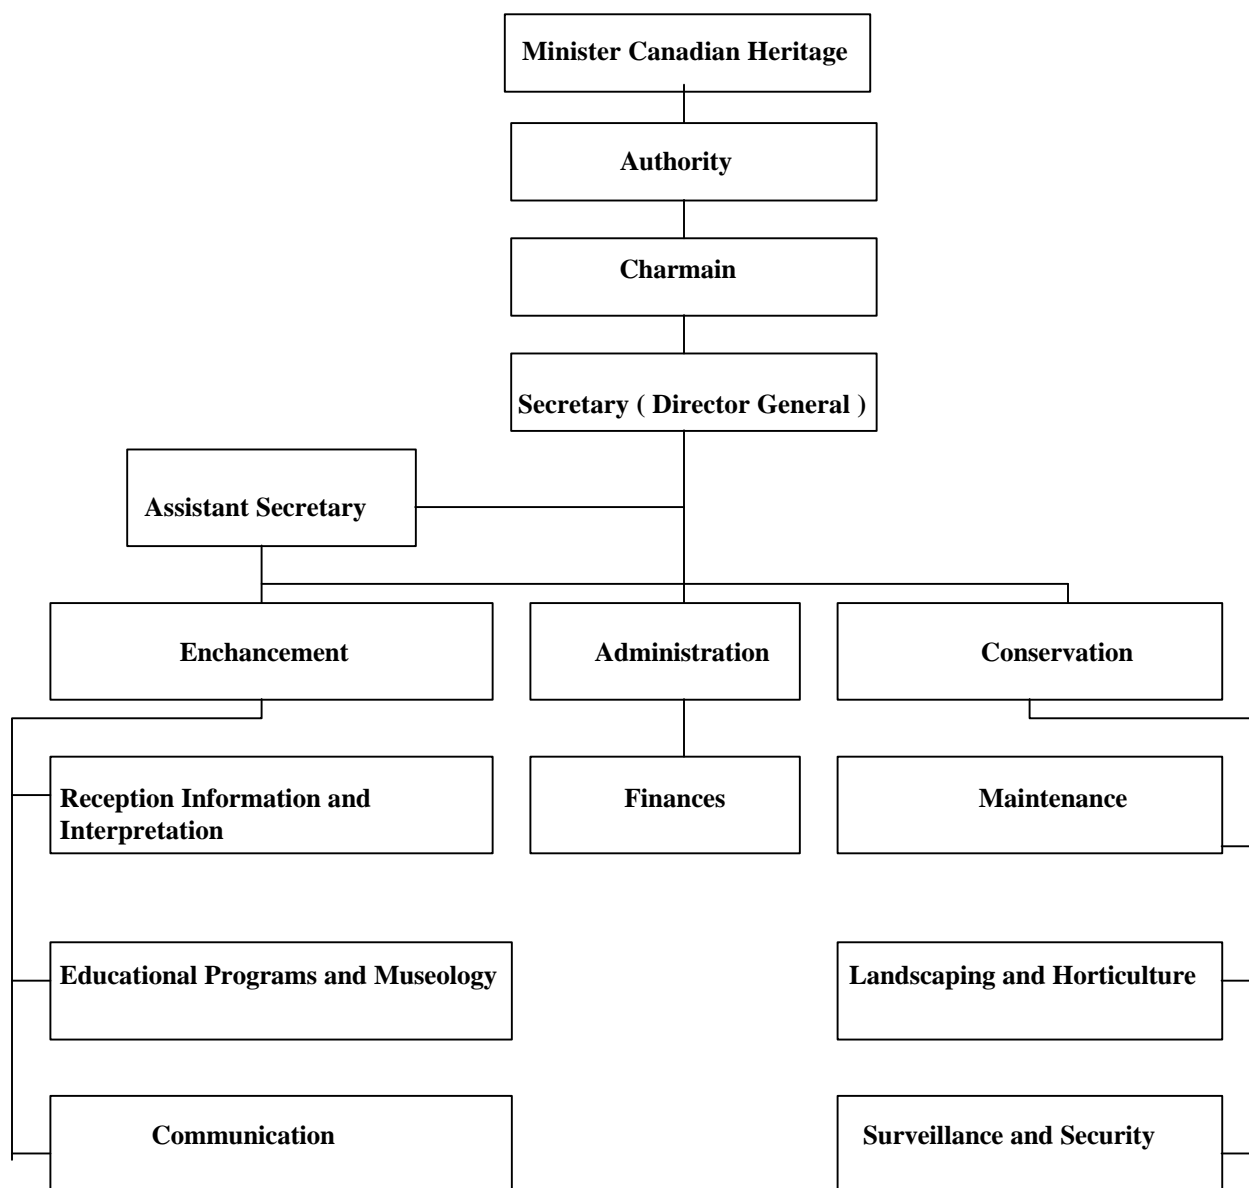 Minister Canadian Heritage
Authority
Charmain
Secretary ( Director General )
Assistant Secretary
Enchancement
Administration
Conservation
Reception Information and
Interpretation
Finances
Maintenance
Educational Programs and Museology
Landscaping and Horticulture
Communication
Surveillance and Security